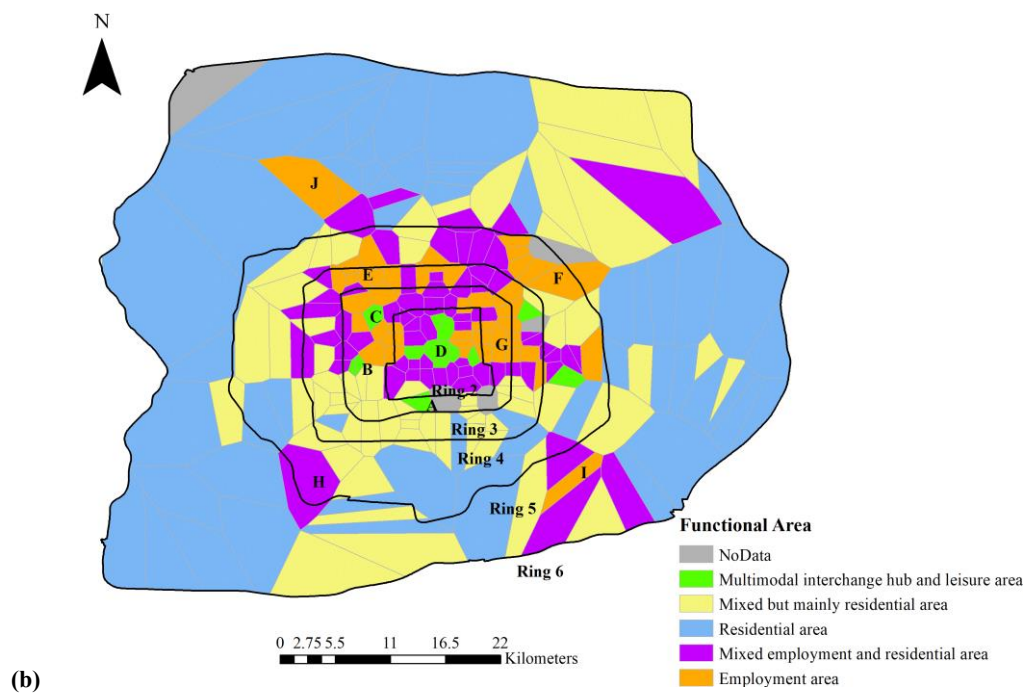 N
J
E
F
C
D
G
B
Ring 2
A
Ring 3
Ring 4
H
I
Ring 5
Ring 6
Functional Area
NoData
Multimodal interchange hub and leisure area
Mixed but mainly residential area
Residential area
Mixed employment and residential area
Employment area
0 2.75 5.5 11 16.5 22
Kilometers
(b)